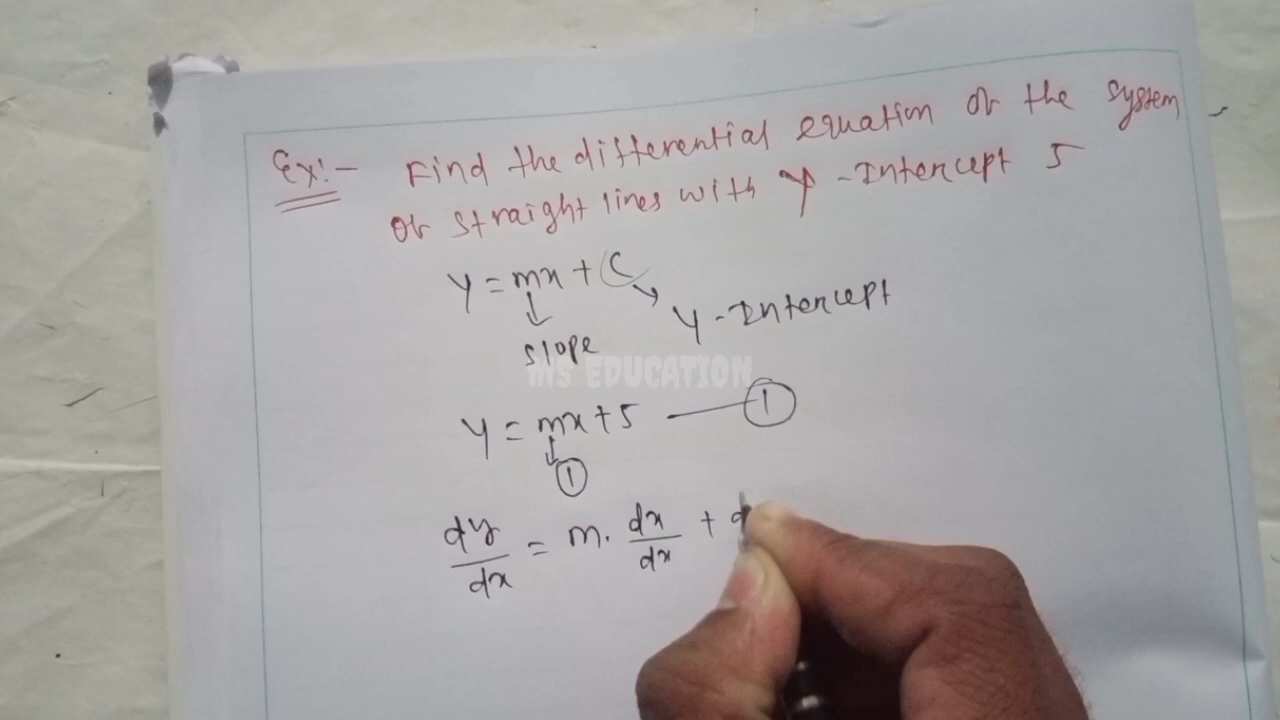 Ex:- Find the differential equation of the system
of straight lines with y-Intercept 5
y = mx + c
slope
y-Intercept
MS EDUCATION
y = mx + 5 — ①
①
dy/dx = m. dx/dx + d